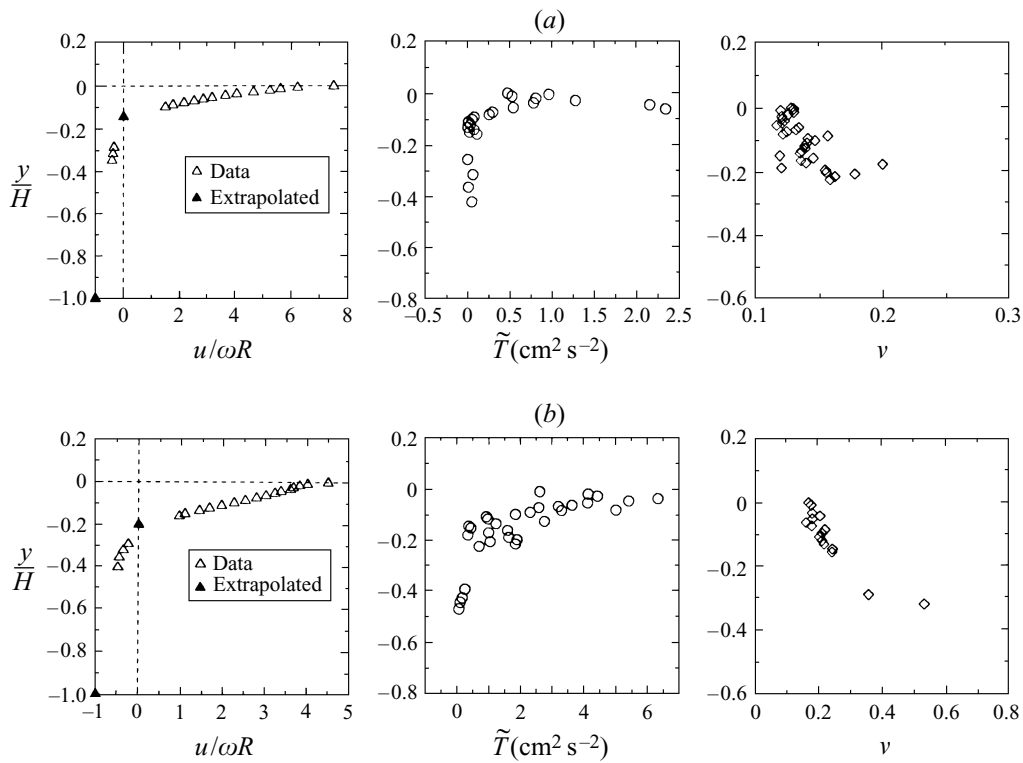 (a)
0.2
0
−0.2
−0.4
−0.6
−0.8
−1.0
y/H
0 2 4 6 8
u/ωR
Data
Extrapolated
0.2
0
−0.2
−0.4
−0.6
−0.8
−0.5 0 0.5 1.0 1.5 2.0 2.5
T̃(cm² s⁻²)
0.2
0
−0.2
−0.4
−0.6
0.1 0.2 0.3
ν
(b)
0.2
0
−0.2
−0.4
−0.6
−0.8
−1.0
y/H
−1 0 1 2 3 4 5
u/ωR
Data
Extrapolated
0.2
0
−0.2
−0.4
−0.6
−0.8
0 2 4 6
T̃(cm² s⁻²)
0.2
0
−0.2
−0.4
−0.6
0 0.2 0.4 0.6 0.8
ν